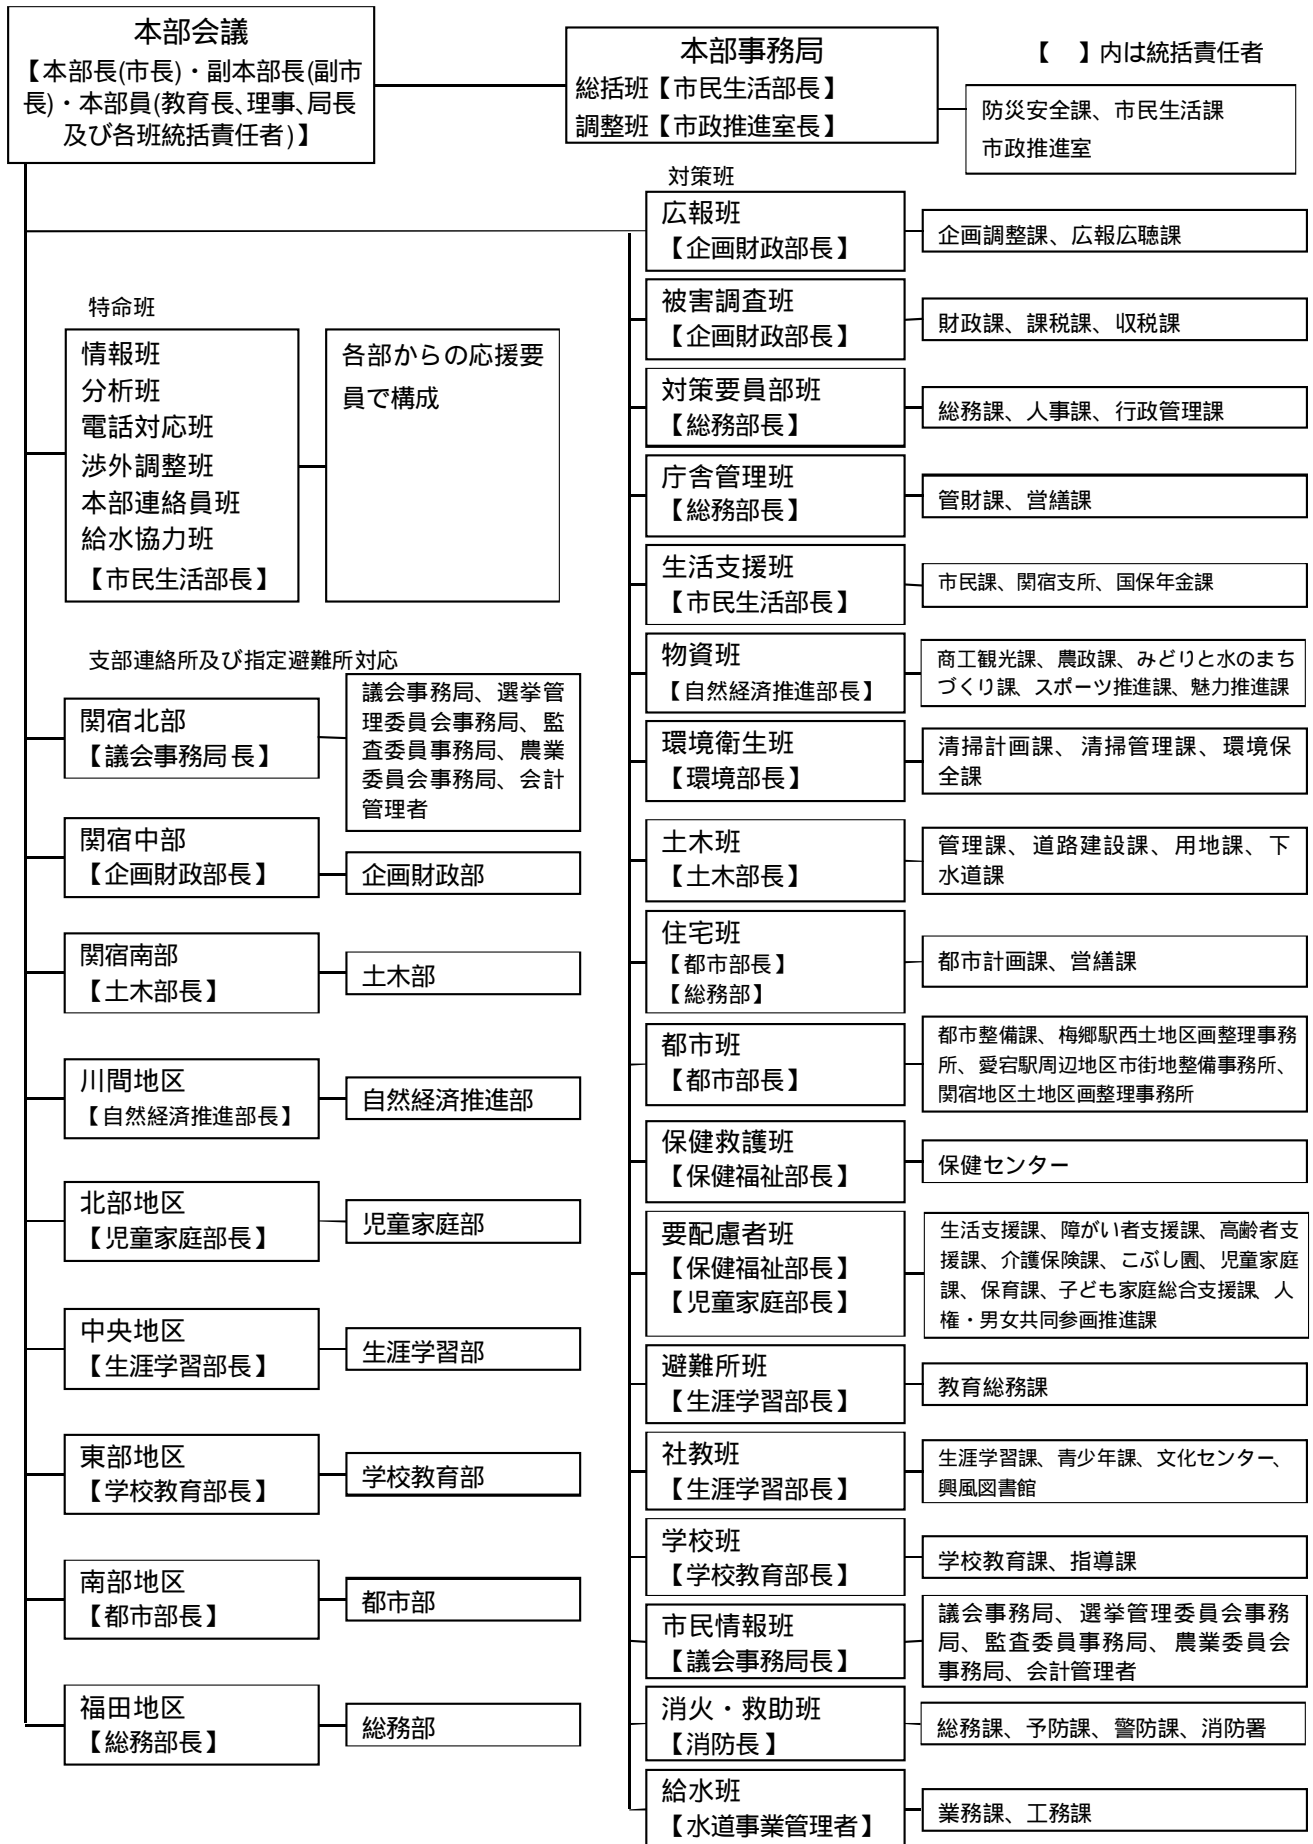 本部会議
【本部長(市長)・副本部長(副市
長)・本部員(教育長、理事、局長
及び各班統括責任者)】
本部事務局
総括班【市民生活部長】
調整班【市政推進室長】
【　】内は統括責任者
防災安全課、市民生活課
市政推進室
特命班
情報班
分析班
電話対応班
渉外調整班
本部連絡員班
給水協力班
【市民生活部長】
各部からの応援要
員で構成
支部連絡所及び指定避難所対応
関宿北部
【議会事務局長】
議会事務局、選挙管
理委員会事務局、監
査委員事務局、農業
委員会事務局、会計
管理者
関宿中部
【企画財政部長】
企画財政部
関宿南部
【土木部長】
土木部
川間地区
【自然経済推進部長】
自然経済推進部
北部地区
【児童家庭部長】
児童家庭部
中央地区
【生涯学習部長】
生涯学習部
東部地区
【学校教育部長】
学校教育部
南部地区
【都市部長】
都市部
福田地区
【総務部長】
総務部
対策班
広報班
【企画財政部長】
企画調整課、広報広聴課
被害調査班
【企画財政部長】
財政課、課税課、収税課
対策要員部班
【総務部長】
総務課、人事課、行政管理課
庁舎管理班
【総務部長】
管財課、営繕課
生活支援班
【市民生活部長】
市民課、関宿支所、国保年金課
物資班
【自然経済推進部長】
商工観光課、農政課、みどりと水のまち
づくり課、スポーツ推進課、魅力推進課
環境衛生班
【環境部長】
清掃計画課、清掃管理課、環境保
全課
土木班
【土木部長】
管理課、道路建設課、用地課、下
水道課
住宅班
【都市部長】
【総務部】
都市計画課、営繕課
都市班
【都市部長】
都市整備課、梅郷駅西土地区画整理事務
所、愛宕駅周辺地区市街地整備事務所、
関宿地区土地区画整理事務所
保健救護班
【保健福祉部長】
保健センター
要配慮者班
【保健福祉部長】
【児童家庭部長】
生活支援課、障がい者支援課、高齢者支
援課、介護保険課、こぶし園、児童家庭
課、保育課、子ども家庭総合支援課、人
権・男女共同参画推進課
避難所班
【生涯学習部長】
教育総務課
社教班
【生涯学習部長】
生涯学習課、青少年課、文化センター、
興風図書館
学校班
【学校教育部長】
学校教育課、指導課
市民情報班
【議会事務局長】
議会事務局、選挙管理委員会事務
局、監査委員事務局、農業委員会
事務局、会計管理者
消火・救助班
【消防長】
総務課、予防課、警防課、消防署
給水班
【水道事業管理者】
業務課、工務課